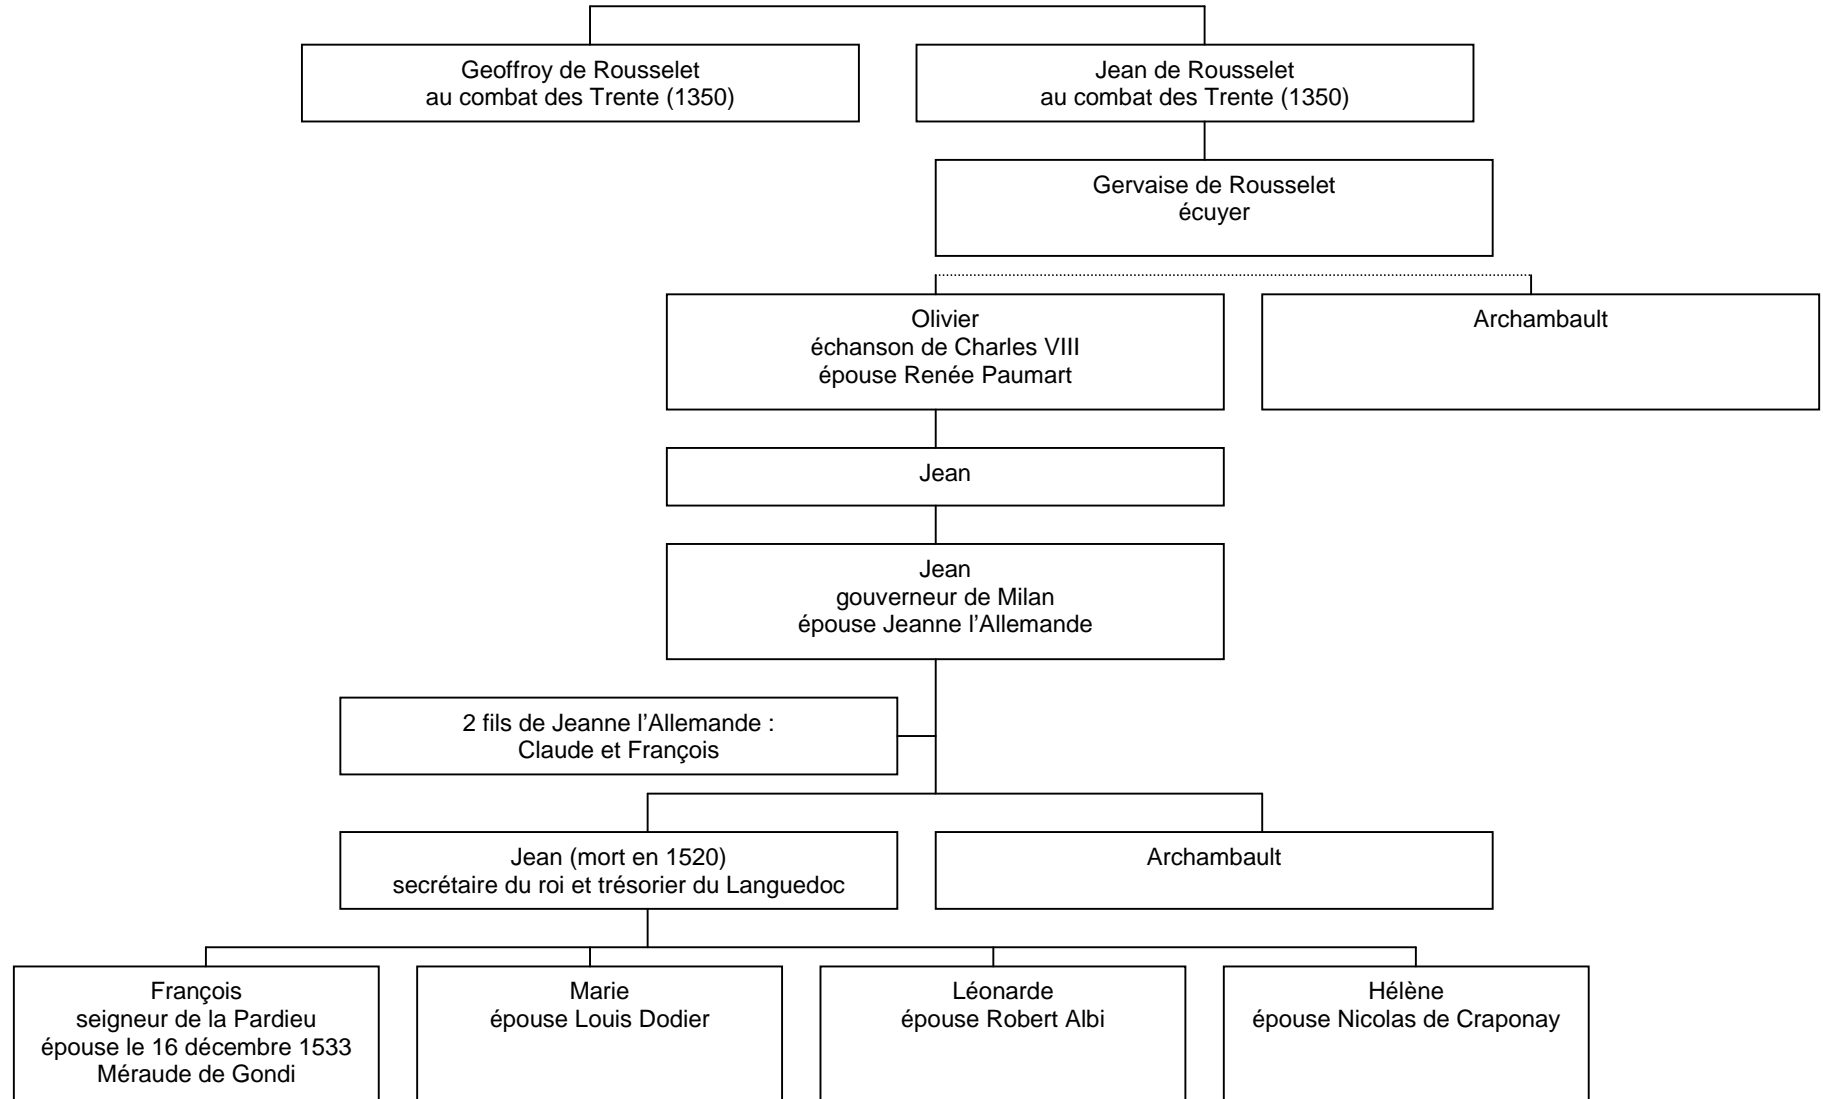 Geoffroy de Rousselet
au combat des Trente (1350)
Jean de Rousselet
au combat des Trente (1350)
Gervaise de Rousselet
écuyer
Olivier
échanson de Charles VIII
épouse Renée Paumart
Archambault
Jean
Jean
gouverneur de Milan
épouse Jeanne l’Allemande
2 fils de Jeanne l’Allemande :
Claude et François
Jean (mort en 1520)
secrétaire du roi et trésorier du Languedoc
Archambault
François
seigneur de la Pardieu
épouse le 16 décembre 1533
Méraude de Gondi
Marie
épouse Louis Dodier
Léonarde
épouse Robert Albi
Hélène
épouse Nicolas de Craponay